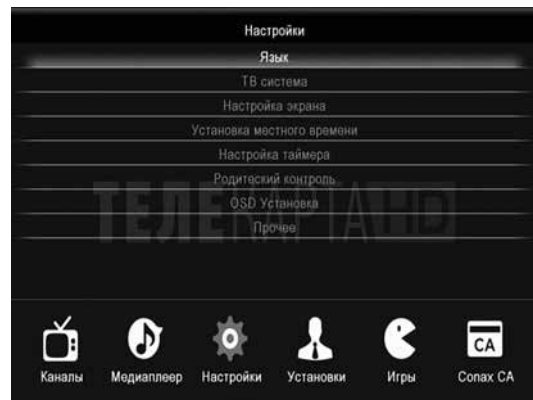 Настройки
Язык
ТВ система
Настройка экрана
Установка местного времени
Настройка таймера
Родитеский контроль
OSD Установка
Прочее
ТЕЛЕКАРТА HD
CA
Каналы Медиаплеер Настройки Установки Игры Conax CA